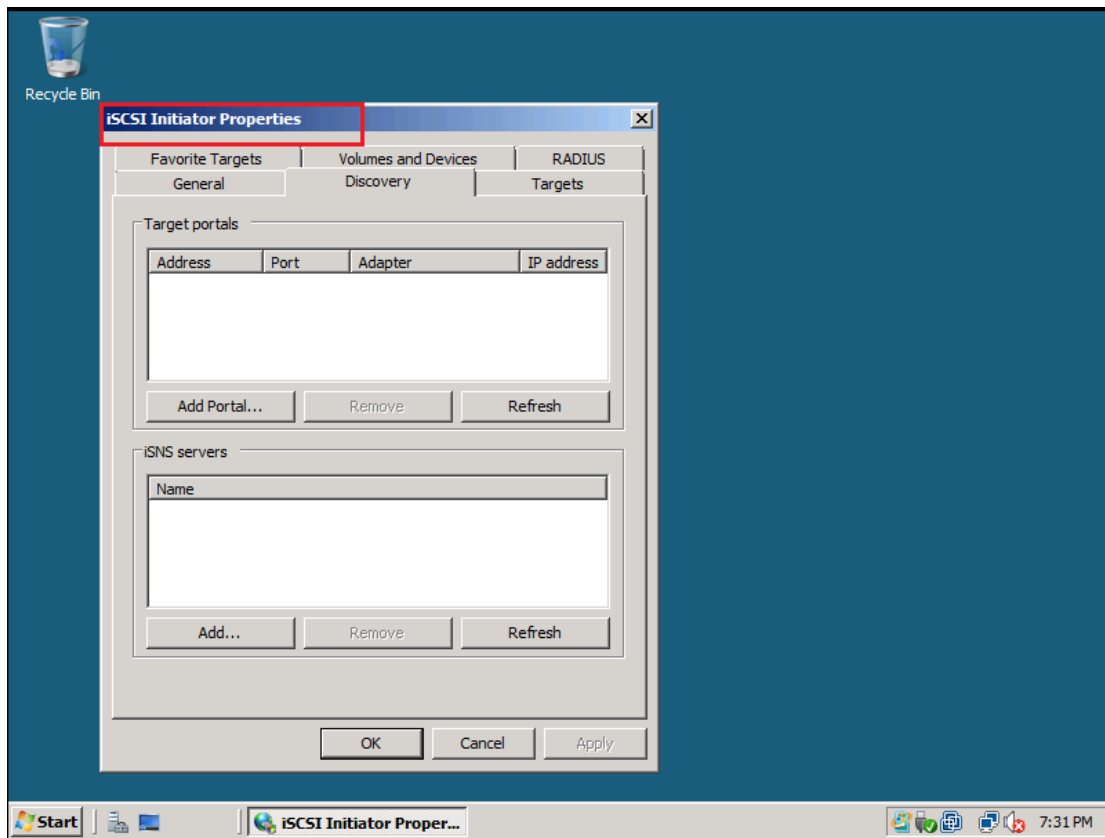 Recycle Bin
iSCSI Initiator Properties
Favorite Targets Volumes and Devices RADIUS
General Discovery Targets
Target portals
Address Port Adapter IP address
Add Portal... Remove Refresh
iSNS servers
Name
Add... Remove Refresh
OK Cancel Apply
Start iSCSI Initiator Proper... 7:31 PM